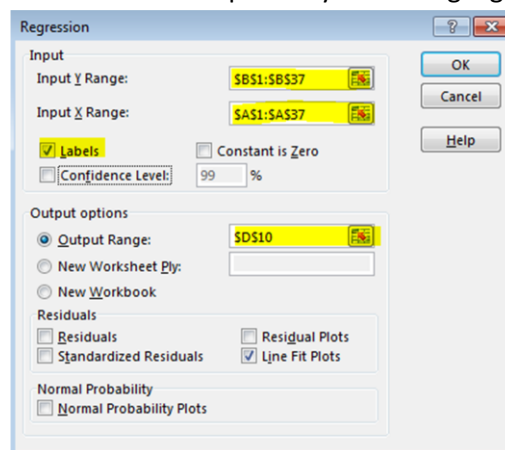 Regression
Input
Input Y Range: $B$1:$B$37
OK
Cancel
Input X Range: $A$1:$A$37
Help
Labels Constant is Zero
Confidence Level: 99 %
Output options
Output Range: $D$10
New Worksheet Ply:
New Workbook
Residuals
Residuals Residual Plots
Standardized Residuals Line Fit Plots
Normal Probability
Normal Probability Plots